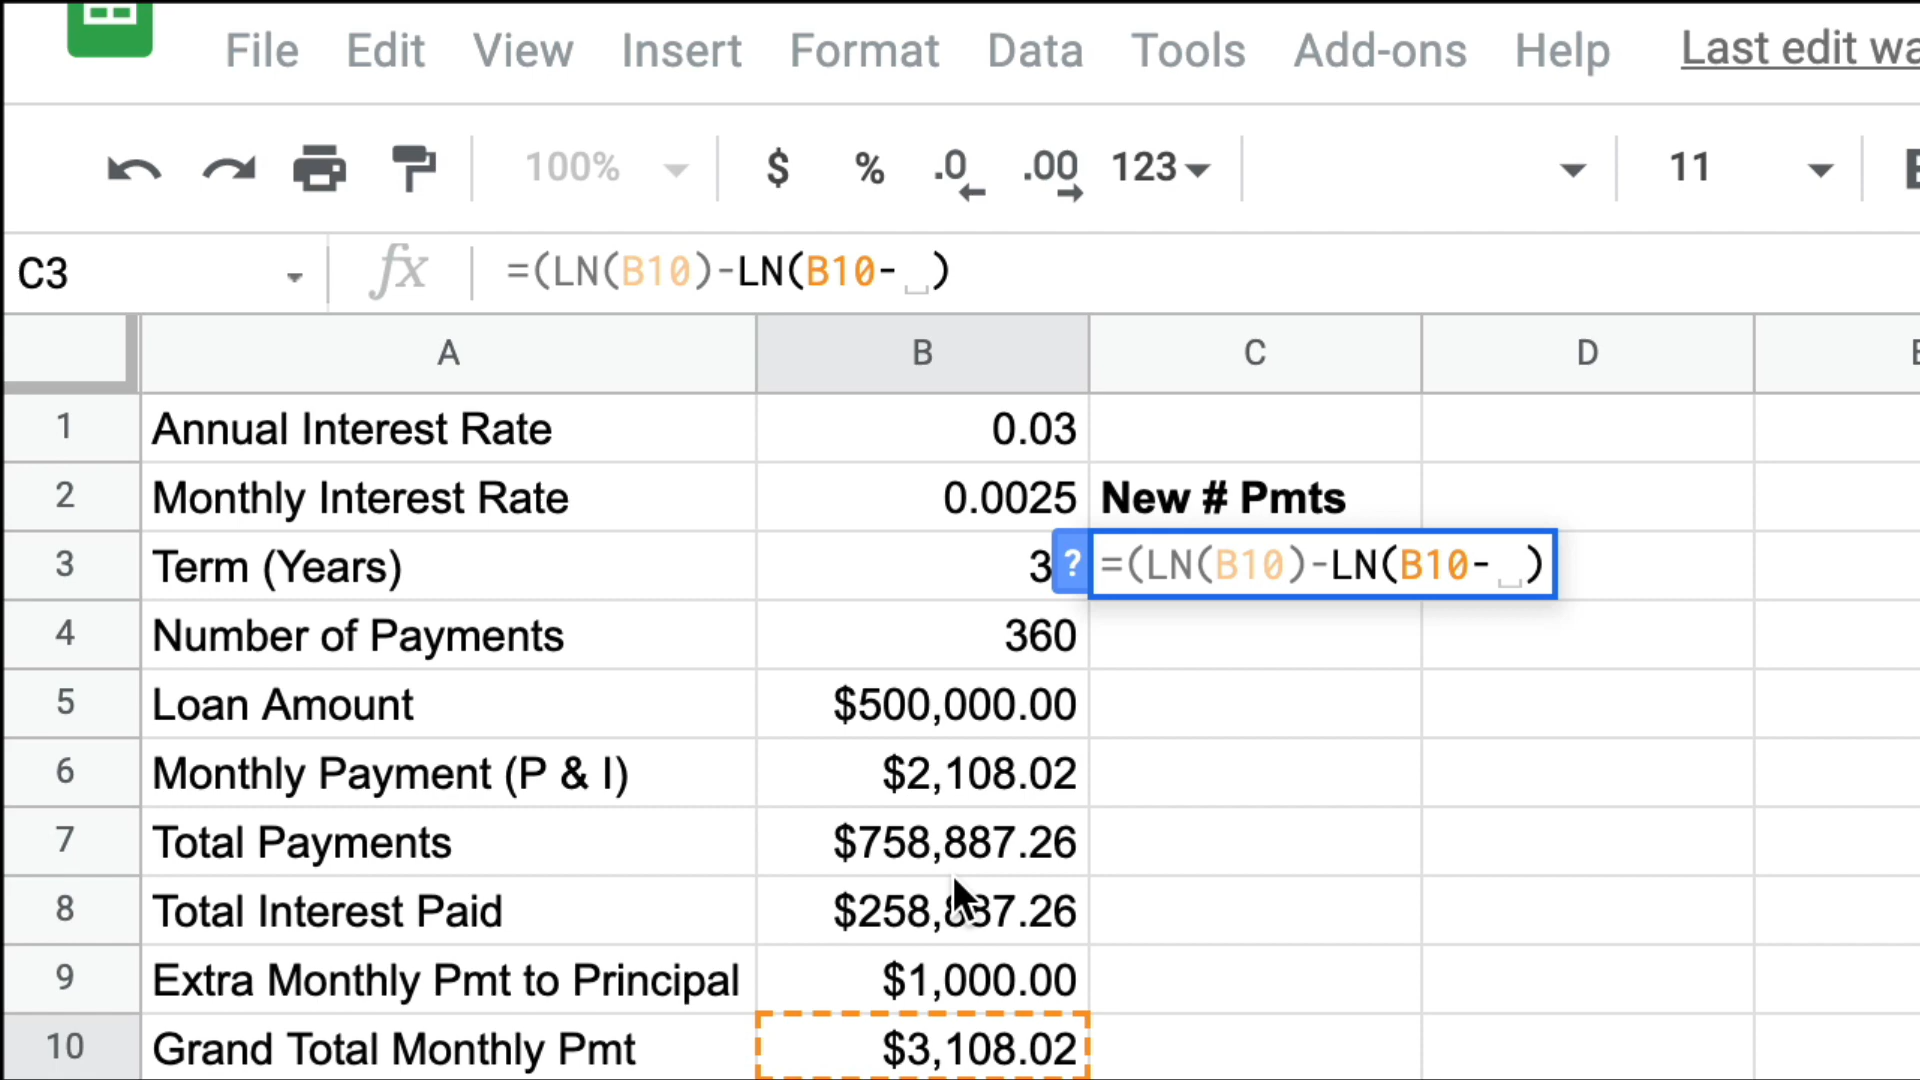 File Edit View Insert Format Data Tools Add-ons Help Last edit wa
100% $ % .0 .00 123 11
C3 fx =(LN(B10)-LN(B10- )
A B C D
1 Annual Interest Rate 0.03
2 Monthly Interest Rate 0.0025 New # Pmts
3 Term (Years) 3 ? =(LN(B10)-LN(B10- )
4 Number of Payments 360
5 Loan Amount $500,000.00
6 Monthly Payment (P & I) $2,108.02
7 Total Payments $758,887.26
8 Total Interest Paid $258,887.26
9 Extra Monthly Pmt to Principal $1,000.00
10 Grand Total Monthly Pmt $3,108.02